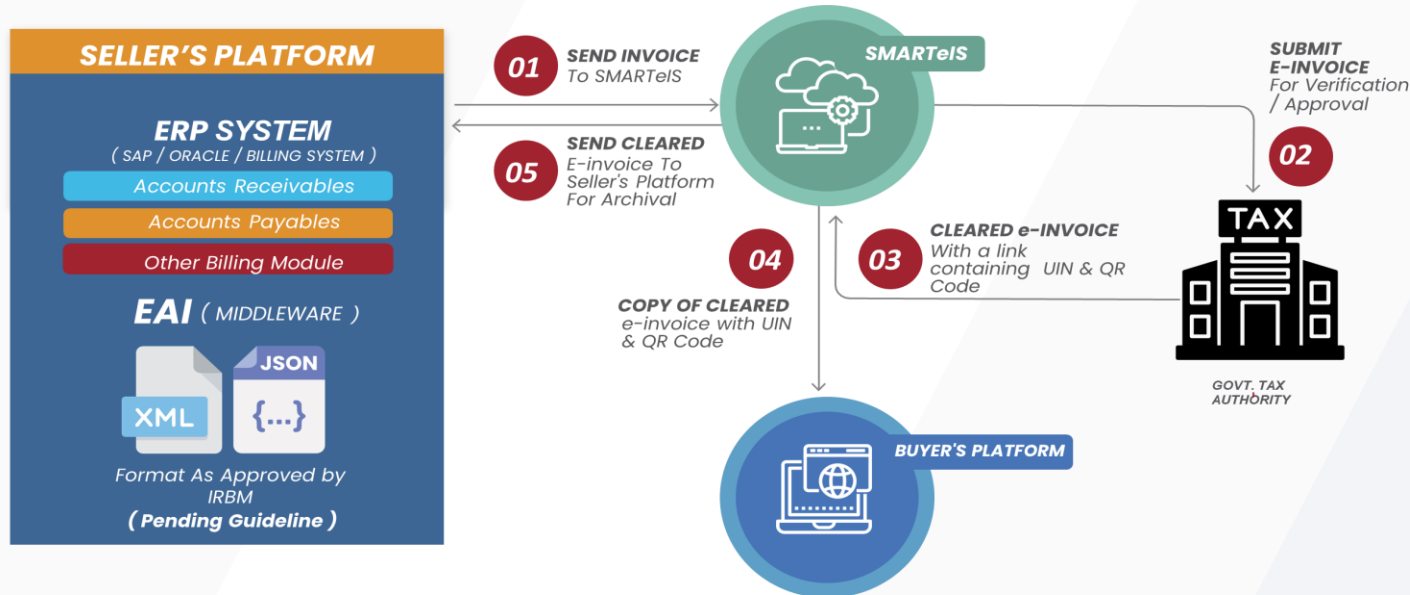 SELLER'S PLATFORM
ERP SYSTEM
( SAP / ORACLE / BILLING SYSTEM )
Accounts Receivables
Accounts Payables
Other Billing Module
EAI ( MIDDLEWARE )
XML
JSON
{...}
Format As Approved by
IRBM
( Pending Guideline )
01
SEND INVOICE
To SMARTeIS
05
SEND CLEARED
E-invoice To
Seller's Platform
For Archival
SMARTeIS
SUBMIT
E-INVOICE
For Verification
/ Approval
02
TAX
GOVT. TAX
AUTHORITY
03
CLEARED e-INVOICE
With a link
containing UIN & QR
Code
04
COPY OF CLEARED
e-invoice with UIN
& QR Code
BUYER'S PLATFORM